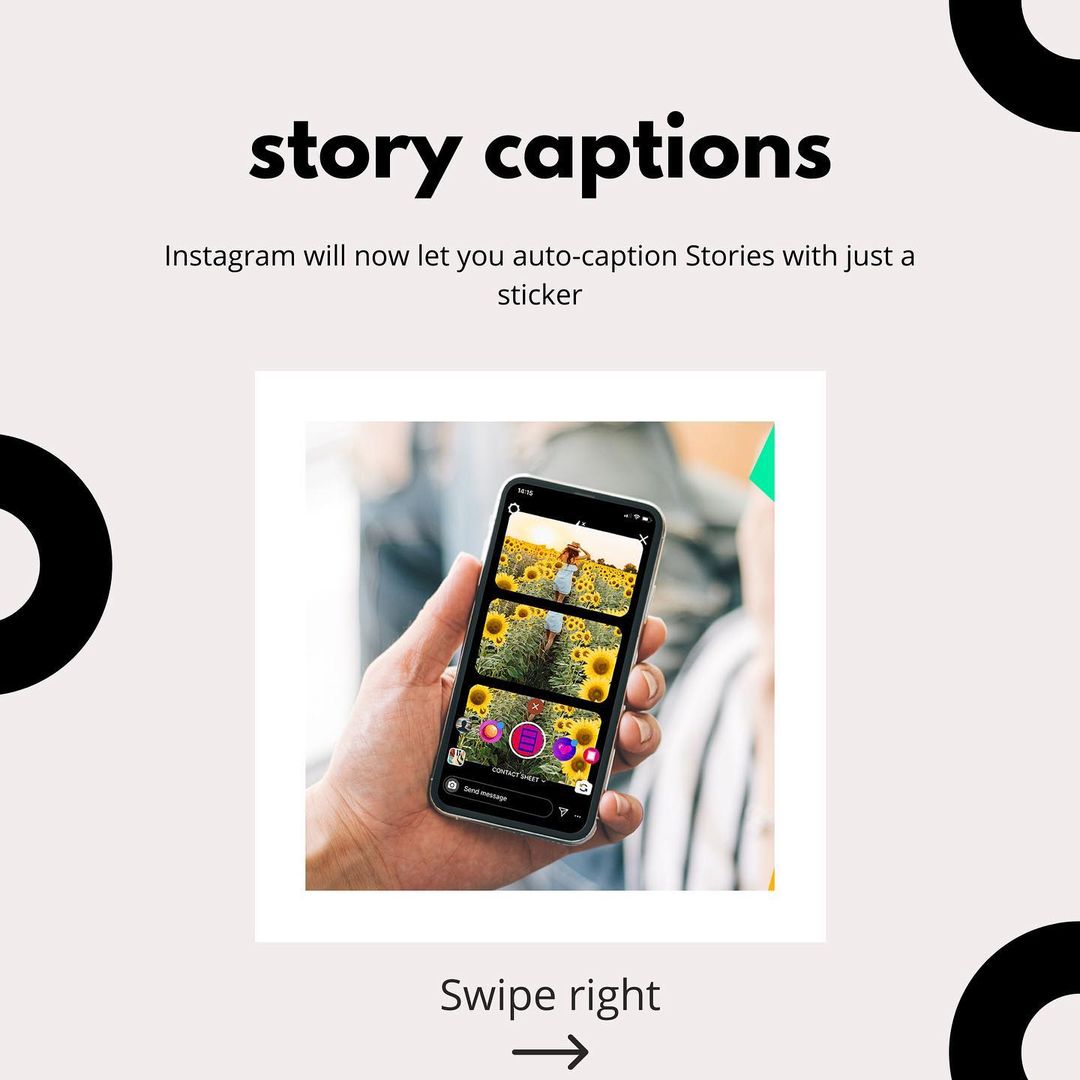 story captions
Instagram will now let you auto-caption Stories with just a
sticker
14:15
CONTACT SHEET
Send message
Swipe right